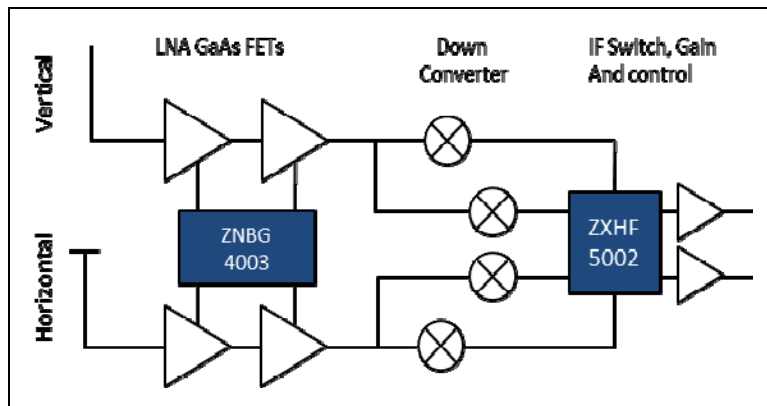 LNA GaAs FETs
Down
Converter
IF Switch, Gain
And control
Vertical
ZNBG
4003
ZXHF
5002
Horizontal